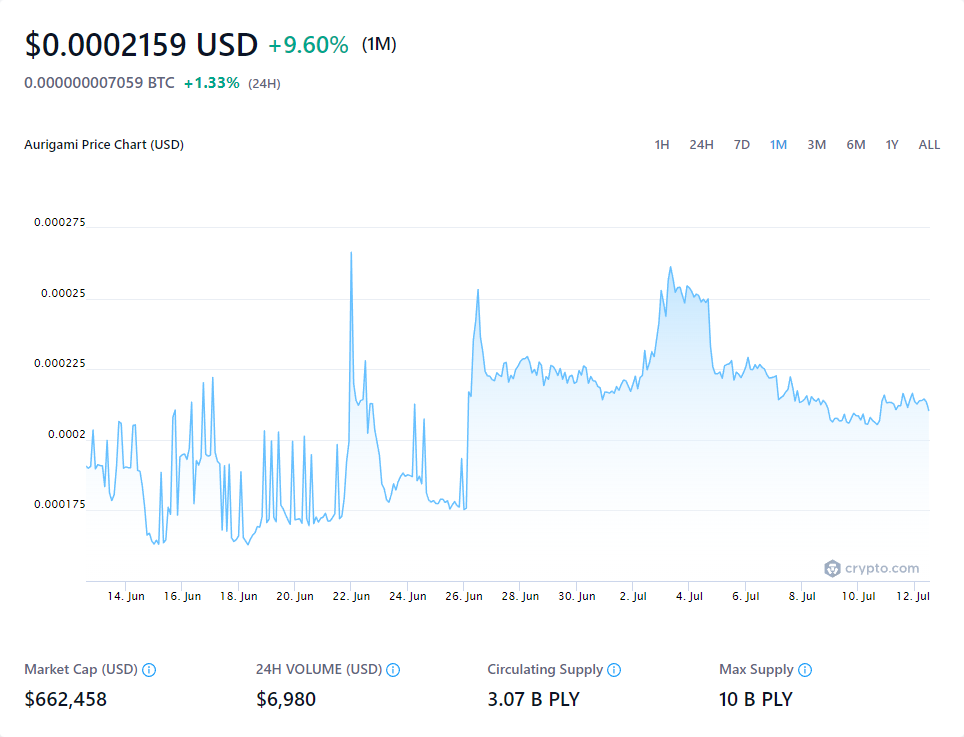 $0.0002159 USD +9.60% (1M)
0.000000007059 BTC +1.33% (24H)
Aurigami Price Chart (USD)
1H 24H 7D 1M 3M 6M 1Y ALL
0.000275
0.00025
0.000225
0.0002
0.000175
crypto.com
14. Jun 16. Jun 18. Jun 20. Jun 22. Jun 24. Jun 26. Jun 28. Jun 30. Jun 2. Jul 4. Jul 6. Jul 8. Jul 10. Jul 12. Jul
Market Cap (USD) 24H VOLUME (USD) Circulating Supply Max Supply
$662,458 $6,980 3.07 B PLY 10 B PLY